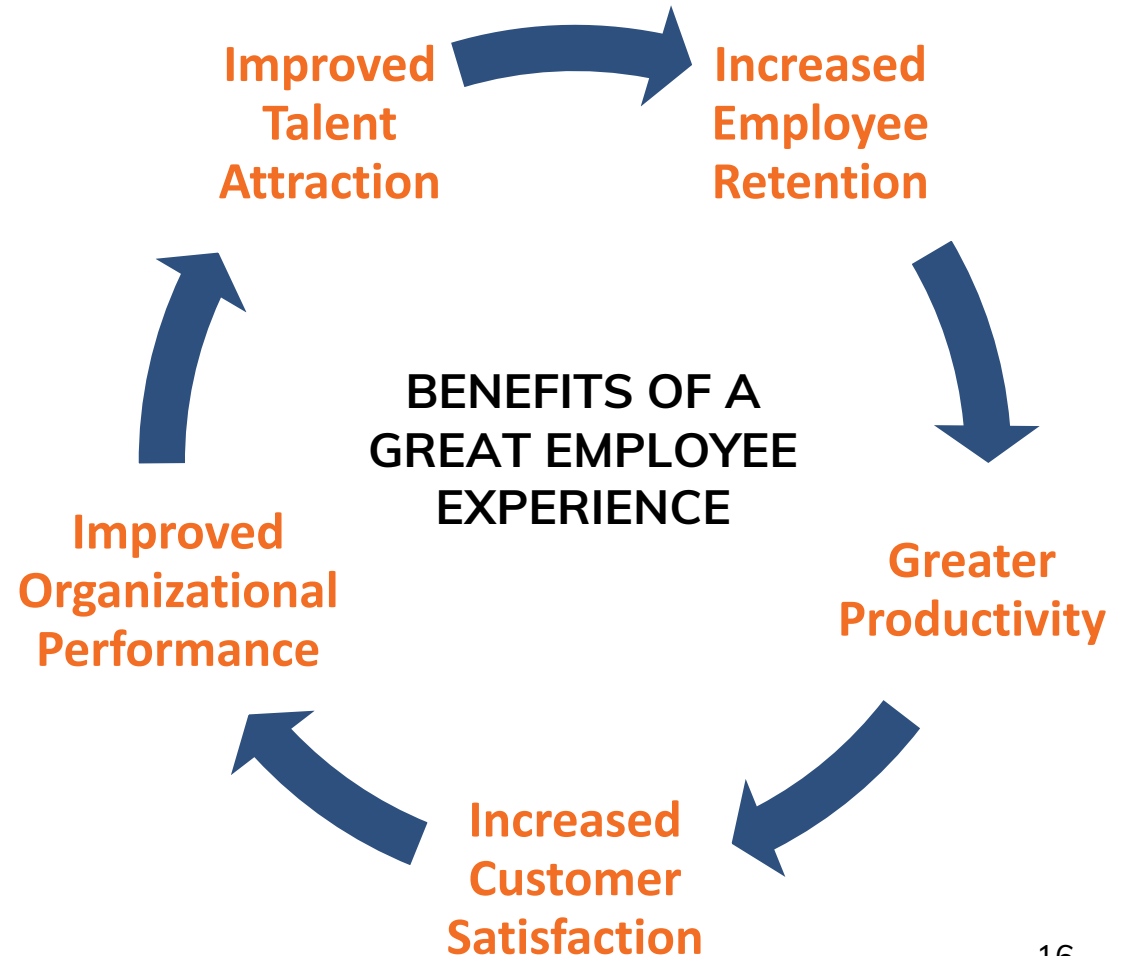 Improved
Talent
Attraction
Increased
Employee
Retention
BENEFITS OF A
GREAT EMPLOYEE
EXPERIENCE
Greater
Productivity
Increased
Customer
Satisfaction
Improved
Organizational
Performance
16